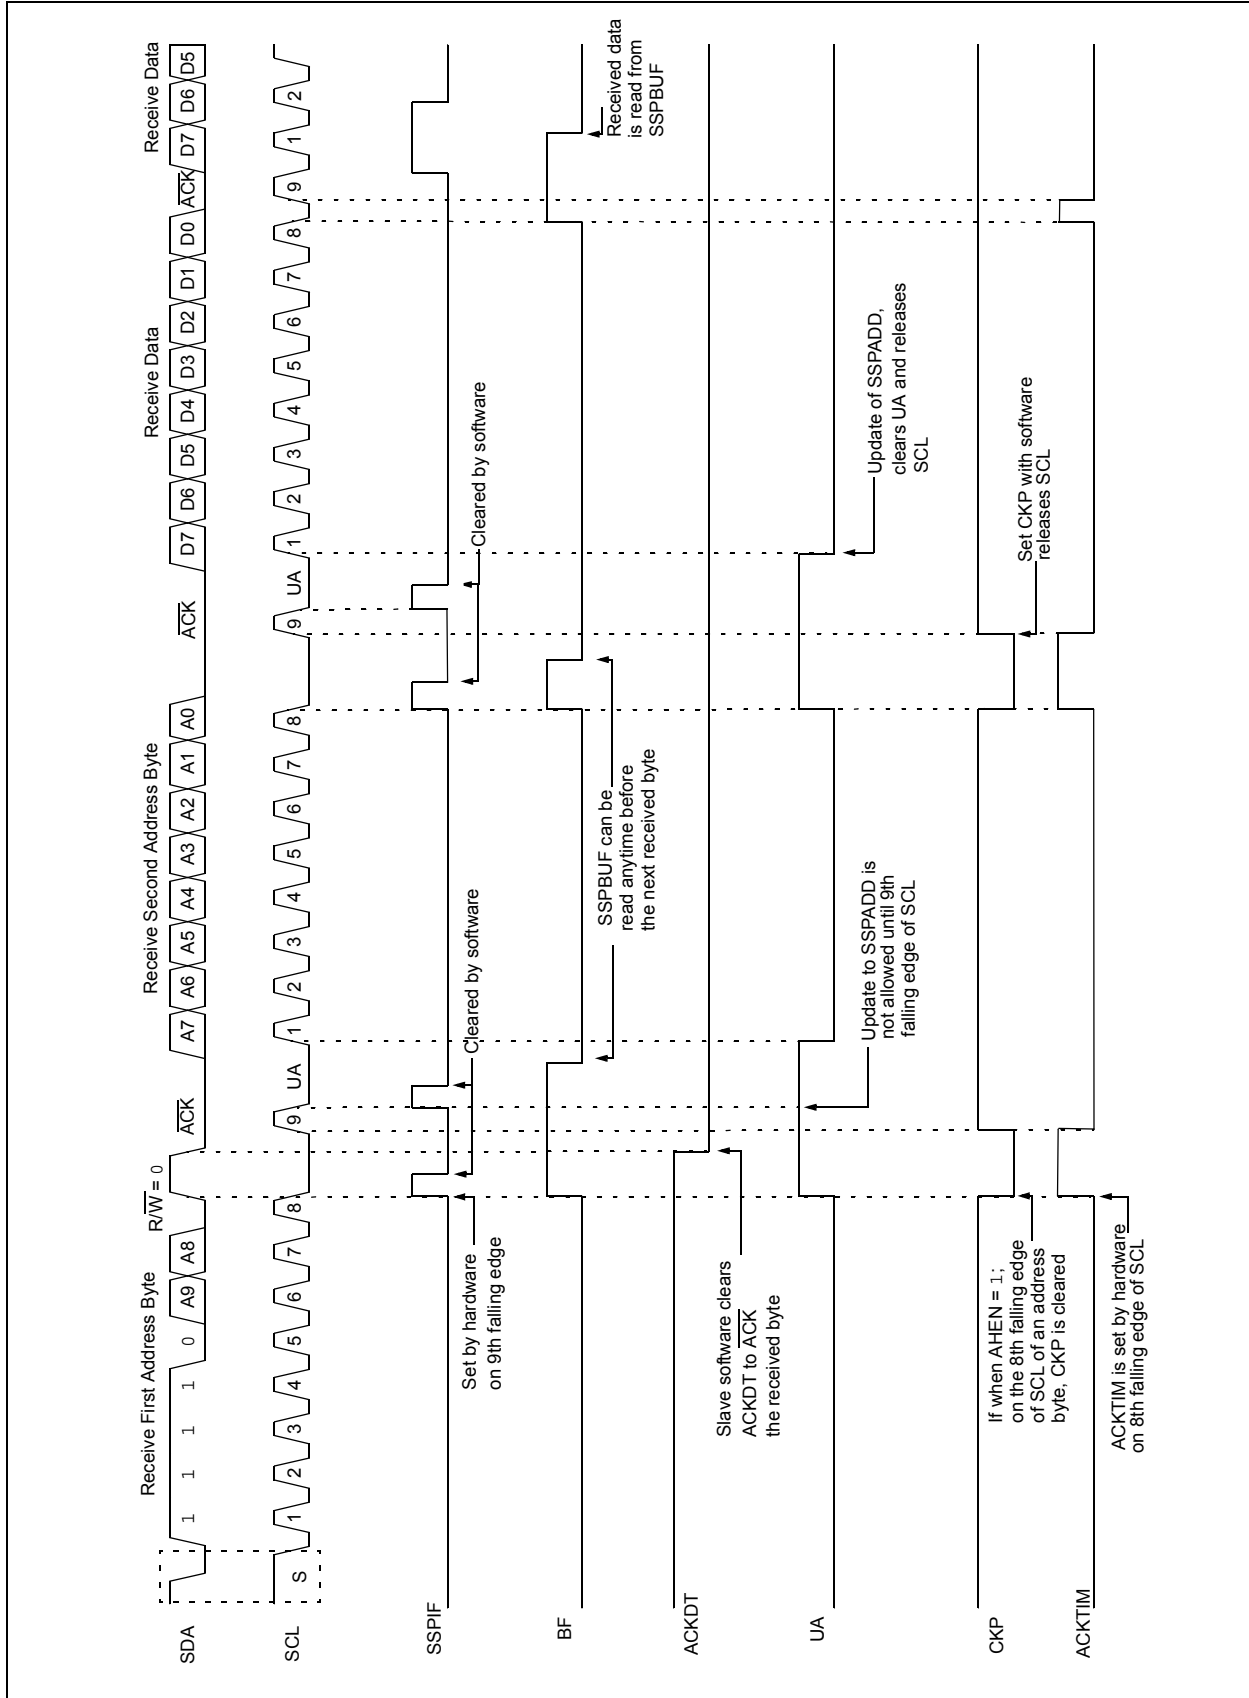 Receive First Address Byte
R/W = 0
Receive Second Address Byte
Receive Data
Receive Data
SDA
1 1 1 1 0 A9 A8
ACK
A7 A6 A5 A4 A3 A2 A1 A0
ACK
D7 D6 D5 D4 D3 D2 D1 D0
ACK
D7 D6 D5
SCL
S
1 2 3 4 5 6 7 8 9 UA
1 2 3 4 5 6 7 8 9 UA
1 2 3 4 5 6 7 8 9
1 2
SSPIF
Set by hardware
on 9th falling edge
Cleared by software
Cleared by software
BF
SSPBUF can be
read anytime before
the next received byte
Received data
is read from
SSPBUF
ACKDT
Slave software clears
ACKDT to ACK
the received byte
UA
Update to SSPADD is
not allowed until 9th
falling edge of SCL
Update of SSPADD,
clears UA and releases
SCL
CKP
If when AHEN = 1;
on the 8th falling edge
of SCL of an address
byte, CKP is cleared
Set CKP with software
releases SCL
ACKTIM
ACKTIM is set by hardware
on 8th falling edge of SCL